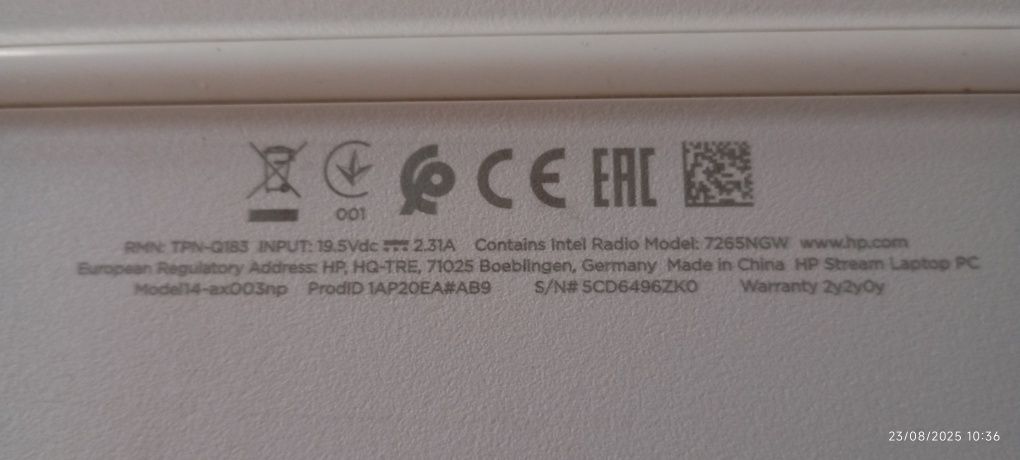 001
CE EAC
RMN: TPN-Q183 INPUT: 19.5Vdc ⎓ 2.31A Contains Intel Radio Model: 7265NGW www.hp.com
European Regulatory Address: HP, HQ-TRE, 71025 Boeblingen, Germany Made in China HP Stream Laptop PC
Model14-ax003np ProdID 1AP20EA#AB9 S/N# 5CD6496ZK0 Warranty 2y2y0y
23/08/2025 10:36